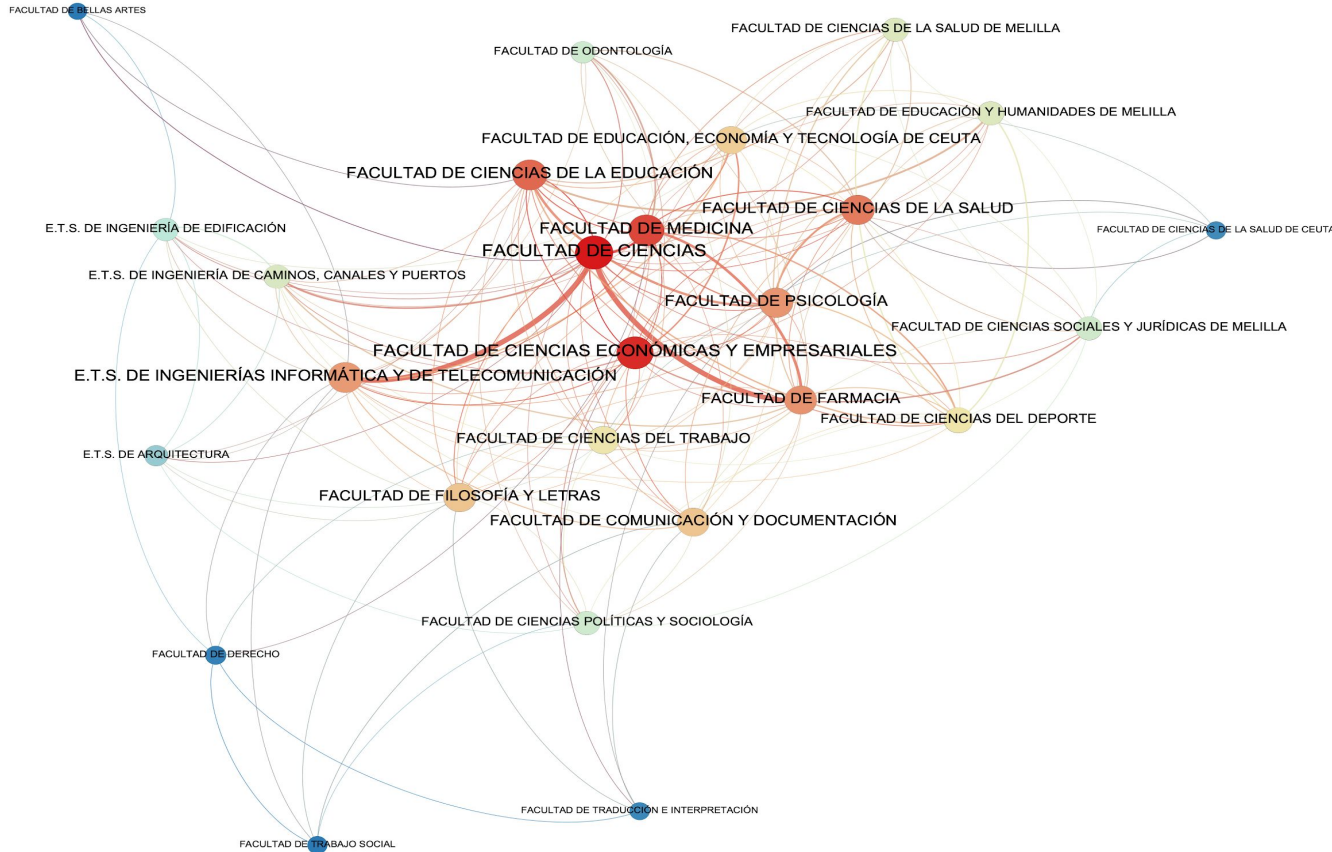 FACULTAD DE BELLAS ARTES
FACULTAD DE CIENCIAS DE LA SALUD DE MELILLA
FACULTAD DE ODONTOLOGÍA
FACULTAD DE EDUCACIÓN Y HUMANIDADES DE MELILLA
FACULTAD DE EDUCACIÓN, ECONOMÍA Y TECNOLOGÍA DE CEUTA
FACULTAD DE CIENCIAS DE LA EDUCACIÓN
FACULTAD DE CIENCIAS DE LA SALUD
FACULTAD DE MEDICINA
E.T.S. DE INGENIERÍA DE EDIFICACIÓN
FACULTAD DE CIENCIAS DE LA SALUD DE CEUTA
FACULTAD DE CIENCIAS
E.T.S. DE INGENIERÍA DE CAMINOS, CANALES Y PUERTOS
FACULTAD DE PSICOLOGÍA
FACULTAD DE CIENCIAS SOCIALES Y JURÍDICAS DE MELILLA
FACULTAD DE CIENCIAS ECONÓMICAS Y EMPRESARIALES
E.T.S. DE INGENIERÍAS INFORMÁTICA Y DE TELECOMUNICACIÓN
FACULTAD DE FARMACIA
FACULTAD DE CIENCIAS DEL DEPORTE
FACULTAD DE CIENCIAS DEL TRABAJO
E.T.S. DE ARQUITECTURA
FACULTAD DE FILOSOFÍA Y LETRAS
FACULTAD DE COMUNICACIÓN Y DOCUMENTACIÓN
FACULTAD DE CIENCIAS POLÍTICAS Y SOCIOLOGÍA
FACULTAD DE DERECHO
FACULTAD DE TRADUCCIÓN E INTERPRETACIÓN
FACULTAD DE TRABAJO SOCIAL